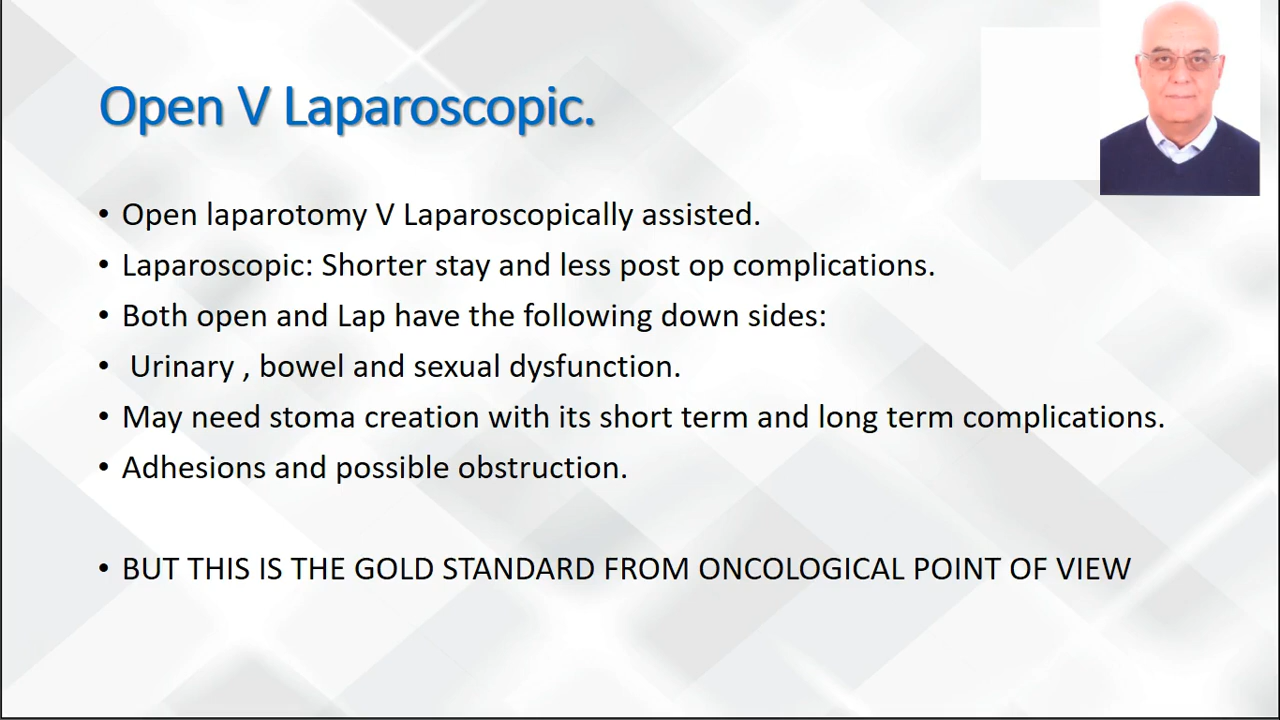 Open V Laparoscopic.
• Open laparotomy V Laparoscopically assisted.
• Laparoscopic: Shorter stay and less post op complications.
• Both open and Lap have the following down sides:
• Urinary , bowel and sexual dysfunction.
• May need stoma creation with its short term and long term complications.
• Adhesions and possible obstruction.
• BUT THIS IS THE GOLD STANDARD FROM ONCOLOGICAL POINT OF VIEW